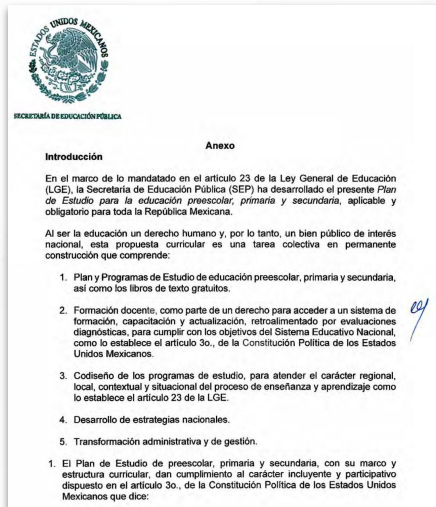 ESTADOS UNIDOS MEXICANOS
SECRETARÍA DE EDUCACIÓN PÚBLICA
Anexo
Introducción
En el marco de lo mandatado en el artículo 23 de la Ley General de Educación
(LGE), la Secretaría de Educación Pública (SEP) ha desarrollado el presente Plan
de Estudio para la educación preescolar, primaria y secundaria, aplicable y
obligatorio para toda la República Mexicana.
Al ser la educación un derecho humano y, por lo tanto, un bien público de interés
nacional, esta propuesta curricular es una tarea colectiva en permanente
construcción que comprende:
1. Plan y Programas de Estudio de educación preescolar, primaria y secundaria,
así como los libros de texto gratuitos.
2. Formación docente, como parte de un derecho para acceder a un sistema de
formación, capacitación y actualización, retroalimentado por evaluaciones
diagnósticas, para cumplir con los objetivos del Sistema Educativo Nacional,
como lo establece el artículo 3o., de la Constitución Política de los Estados
Unidos Mexicanos.
3. Codiseño de los programas de estudio, para atender el carácter regional,
local, contextual y situacional del proceso de enseñanza y aprendizaje como
lo establece el artículo 23 de la LGE.
4. Desarrollo de estrategias nacionales.
5. Transformación administrativa y de gestión.
1. El Plan de Estudio de preescolar, primaria y secundaria, con su marco y
estructura curricular, dan cumplimiento al carácter incluyente y participativo
dispuesto en el artículo 3o., de la Constitución Política de los Estados Unidos
Mexicanos que dice: